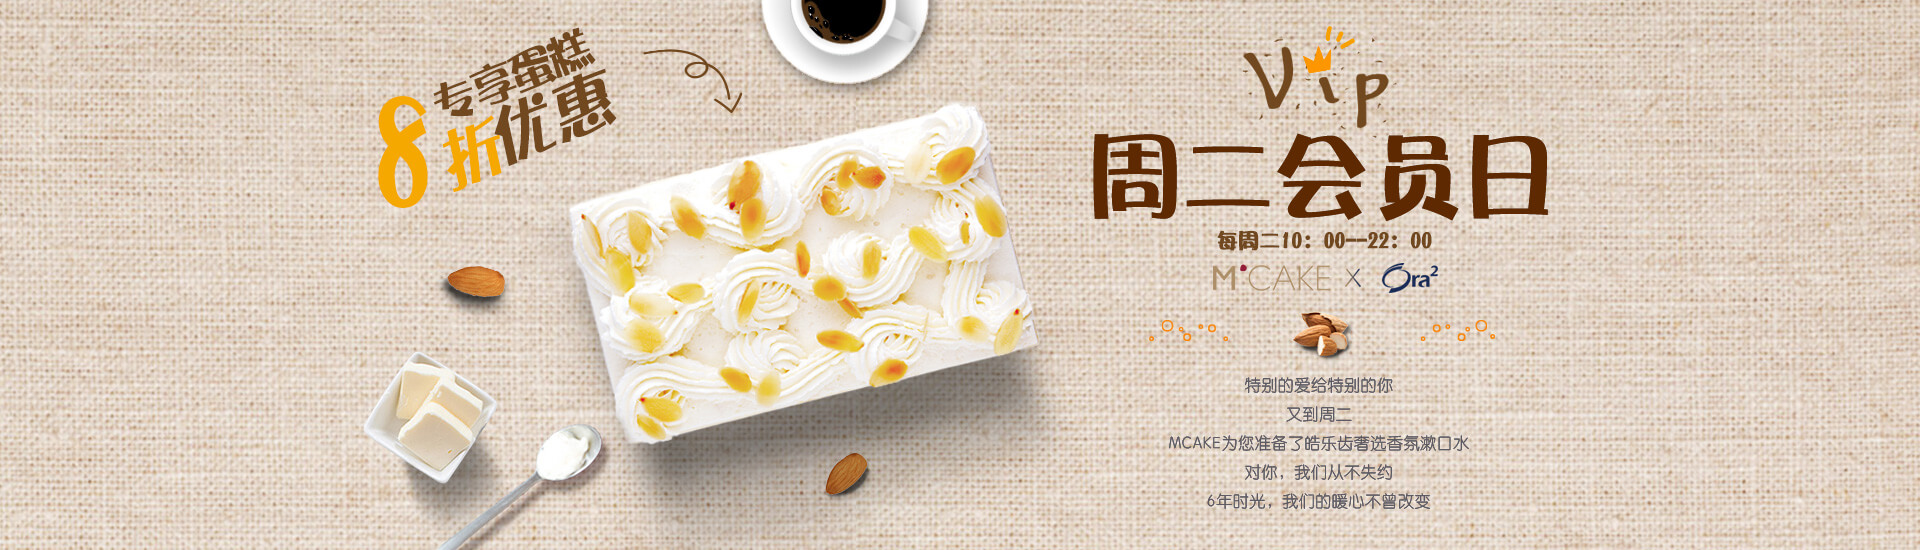 专享蛋糕
8折优惠
Vip
周二会员日
每周二10：00--22：00
M'CAKE X Ora²
特别的爱给特别的你
又到周二
MCAKE为您准备了皓乐齿奢选香氛漱口水
对你，我们从不失约
6年时光，我们的暖心不曾改变